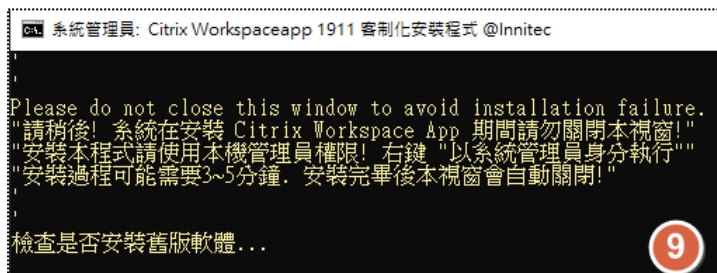 系統管理員: Citrix Workspaceapp 1911 客制化安裝程式 @Innitec
'
'
Please do not close this window to avoid installation failure.
"請稍後! 系統在安裝 Citrix Workspace App 期間請勿關閉本視窗!"
"安裝本程式請使用本機管理員權限! 右鍵 "以系統管理員身分執行""
"安裝過程可能需要3~5分鐘. 安裝完畢後本視窗會自動關閉!"
'
'
檢查是否安裝舊版軟體...
9